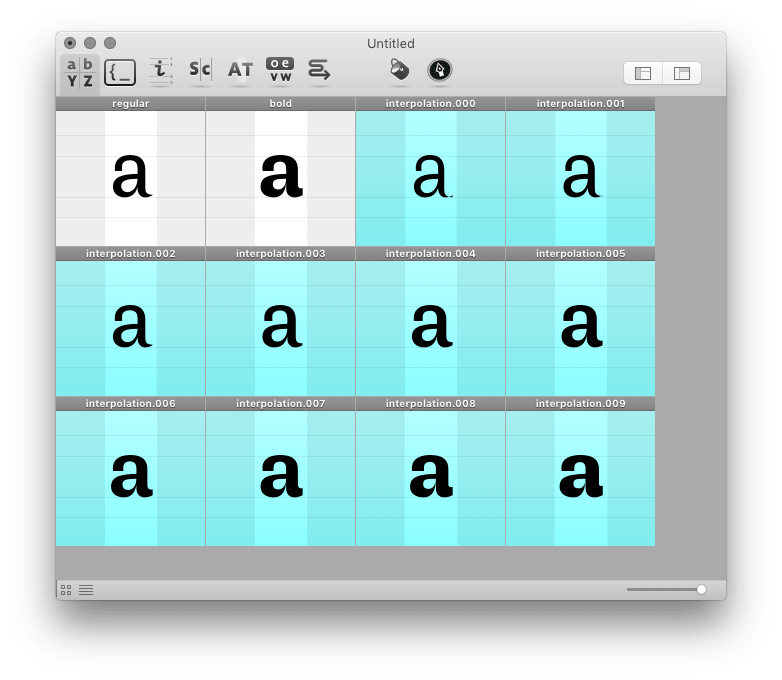 Untitled
a b
Y Z
{_
i
S c
AT
o e
v w
regular bold interpolation.000 interpolation.001
a a a a
interpolation.002 interpolation.003 interpolation.004 interpolation.005
a a a a
interpolation.006 interpolation.007 interpolation.008 interpolation.009
a a a a